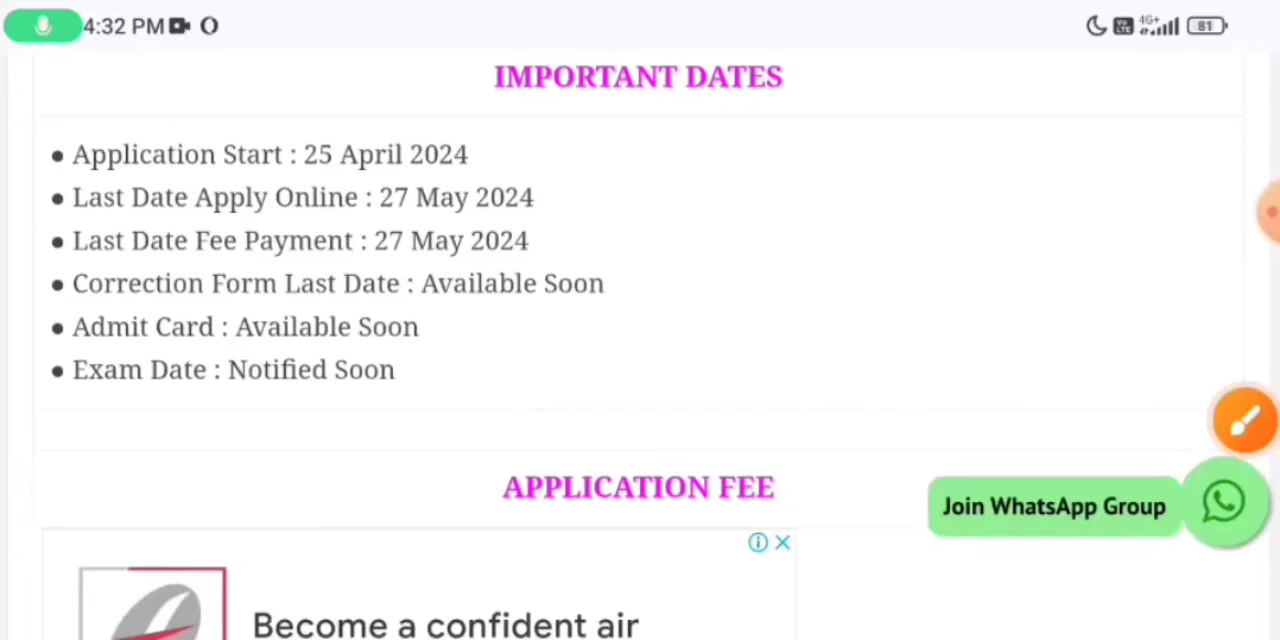 4:32 PM
4G+
81
IMPORTANT DATES
● Application Start : 25 April 2024
● Last Date Apply Online : 27 May 2024
● Last Date Fee Payment : 27 May 2024
● Correction Form Last Date : Available Soon
● Admit Card : Available Soon
● Exam Date : Notified Soon
APPLICATION FEE
Join WhatsApp Group
Become a confident air